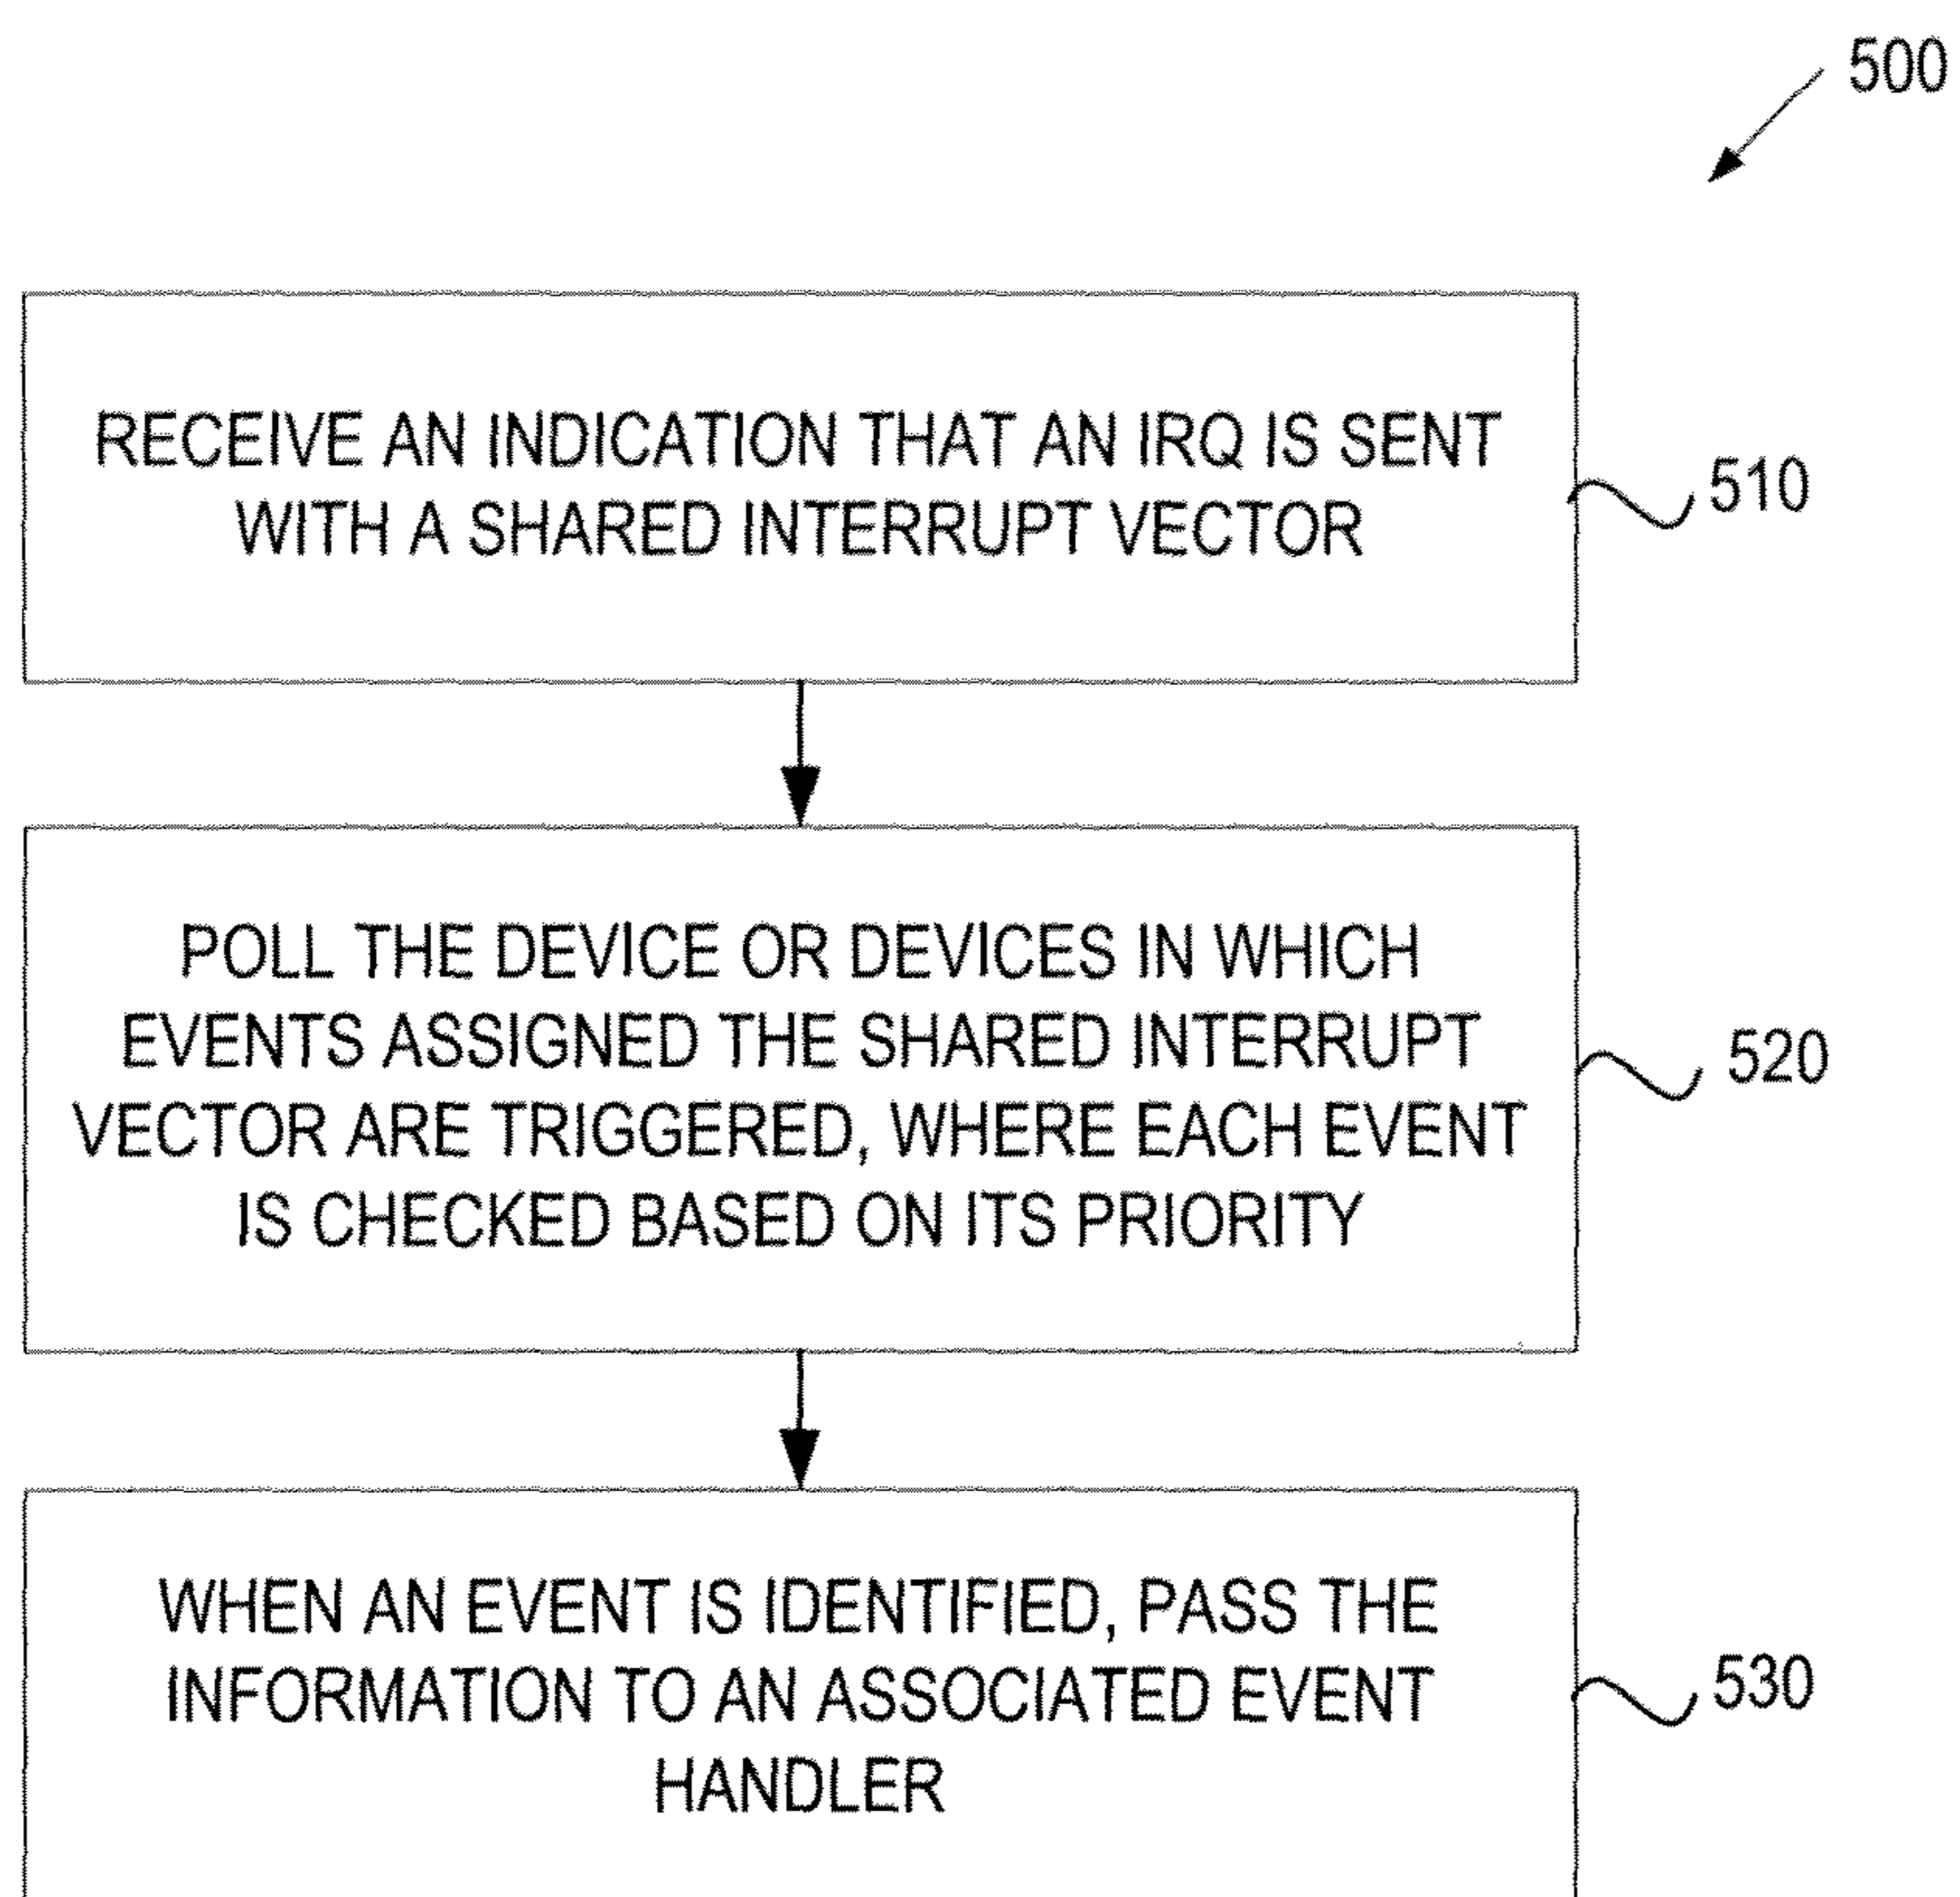 500
RECEIVE AN INDICATION THAT AN IRQ IS SENT
WITH A SHARED INTERRUPT VECTOR
510
POLL THE DEVICE OR DEVICES IN WHICH
EVENTS ASSIGNED THE SHARED INTERRUPT
VECTOR ARE TRIGGERED, WHERE EACH EVENT
IS CHECKED BASED ON ITS PRIORITY
520
WHEN AN EVENT IS IDENTIFIED, PASS THE
INFORMATION TO AN ASSOCIATED EVENT
HANDLER
530